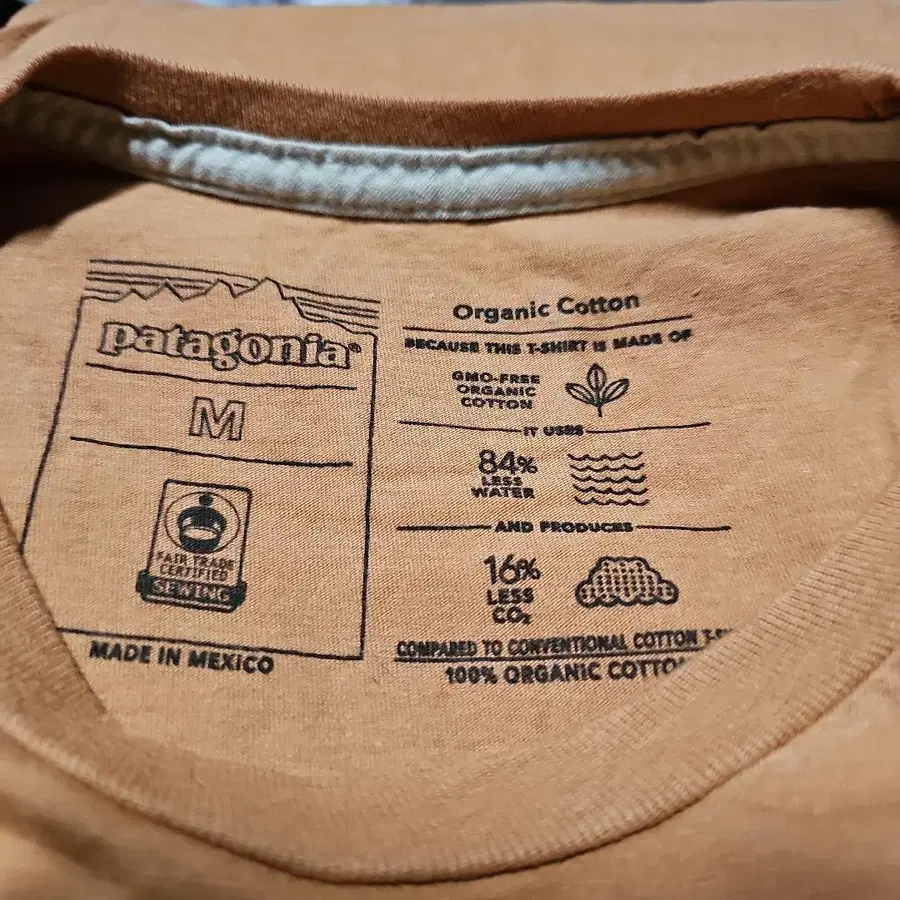 patagonia®
M
FAIR TRADE
CERTIFIED
SEWING
MADE IN MEXICO
Organic Cotton
BECAUSE THIS T-SHIRT IS MADE OF
GMO-FREE
ORGANIC
COTTON
IT USES
84%
LESS
WATER
AND PRODUCES
16%
LESS
CO₂
COMPARED TO CONVENTIONAL COTTON
100% ORGANIC